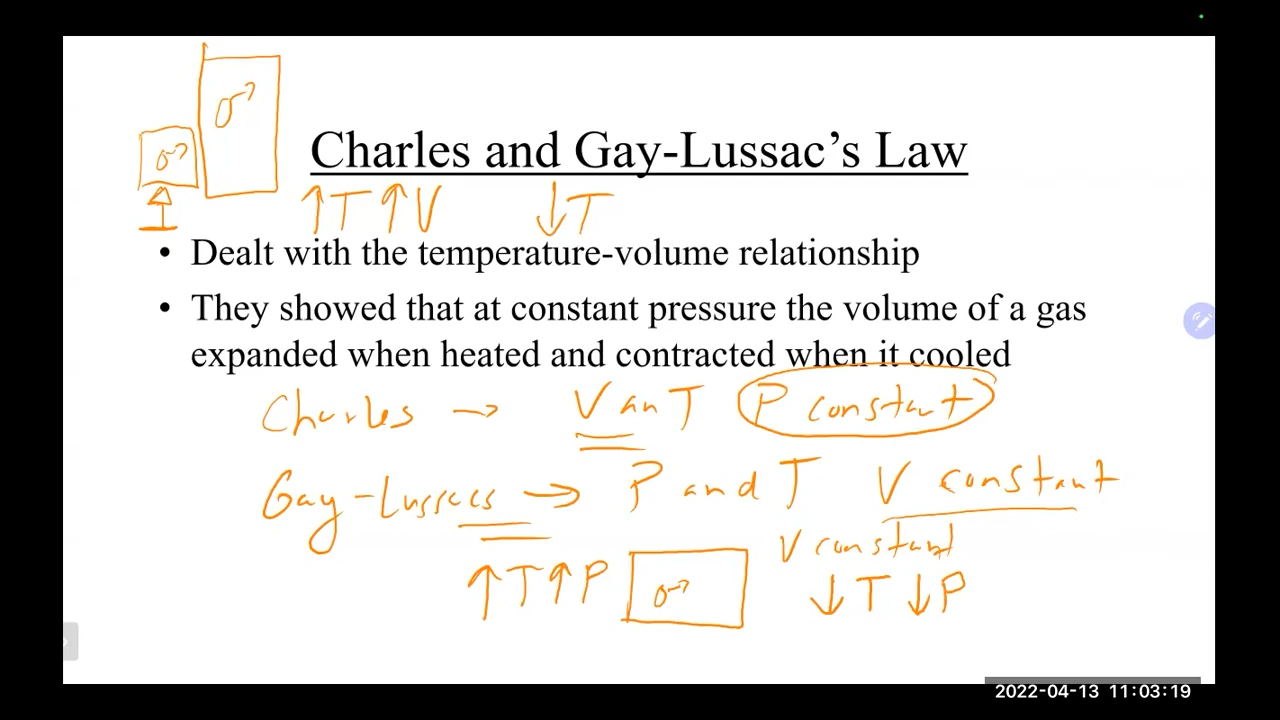 Charles and Gay-Lussac's Law
↑T ↑V ↓T
• Dealt with the temperature-volume relationship
• They showed that at constant pressure the volume of a gas
expanded when heated and contracted when it cooled
Charles → V an T P constant
Gay-Lussacs → P and T V constant
V constant
↑T ↑P ↓T ↓P
2022-04-13 11:03:19